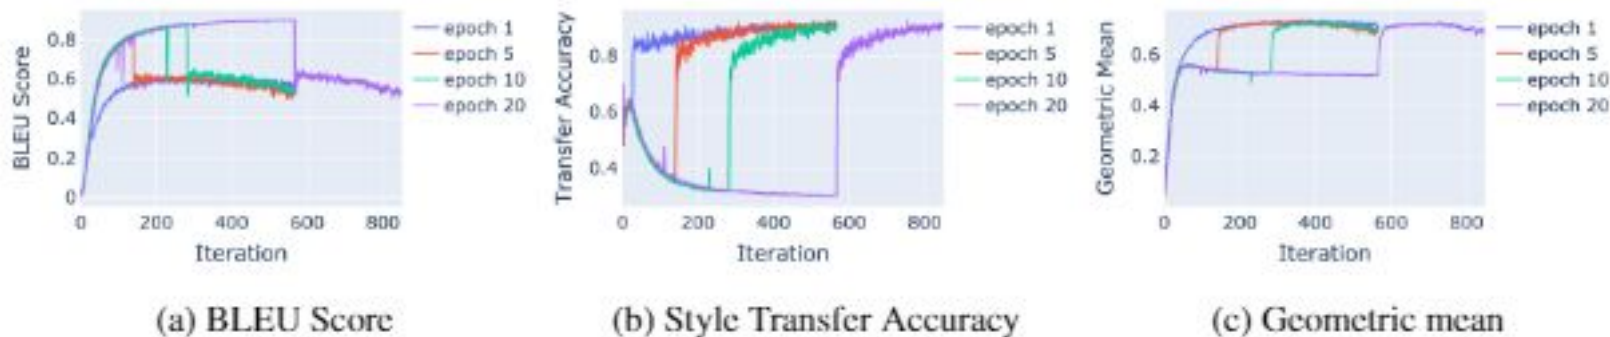 BLEU Score
0.8
0.6
0.4
0.2
0
0 200 400 600 800
Iteration
epoch 1
epoch 5
epoch 10
epoch 20
(a) BLEU Score
Transfer Accuracy
0.8
0.6
0.4
0 200 400 600 800
Iteration
epoch 1
epoch 5
epoch 10
epoch 20
(b) Style Transfer Accuracy
Geometric Mean
0.6
0.4
0.2
0 200 400 600 800
Iteration
epoch 1
epoch 5
epoch 10
epoch 20
(c) Geometric mean